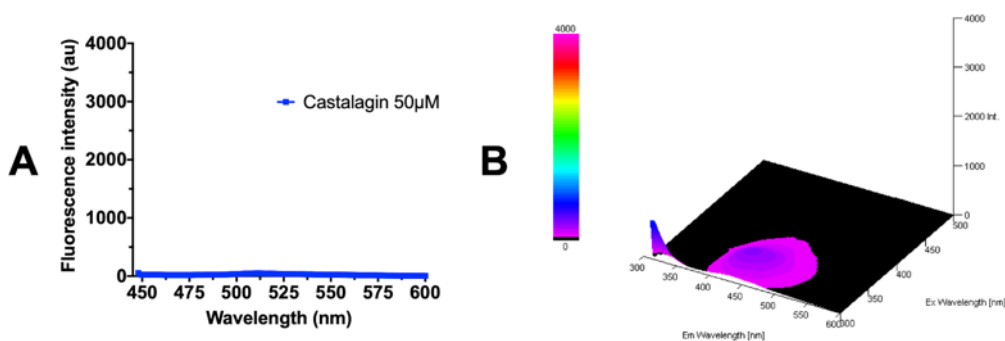 A
Fluorescence intensity (au)
4000
3000
2000
1000
0
450 475 500 525 550 575 600
Wavelength (nm)
Castalagin 50µM
B
4000
0
4000
3000
2000 Int.
1000
0
300 350 400 450 500 550 600
Em Wavelength [nm]
300 350 400 450 500
Ex Wavelength [nm]